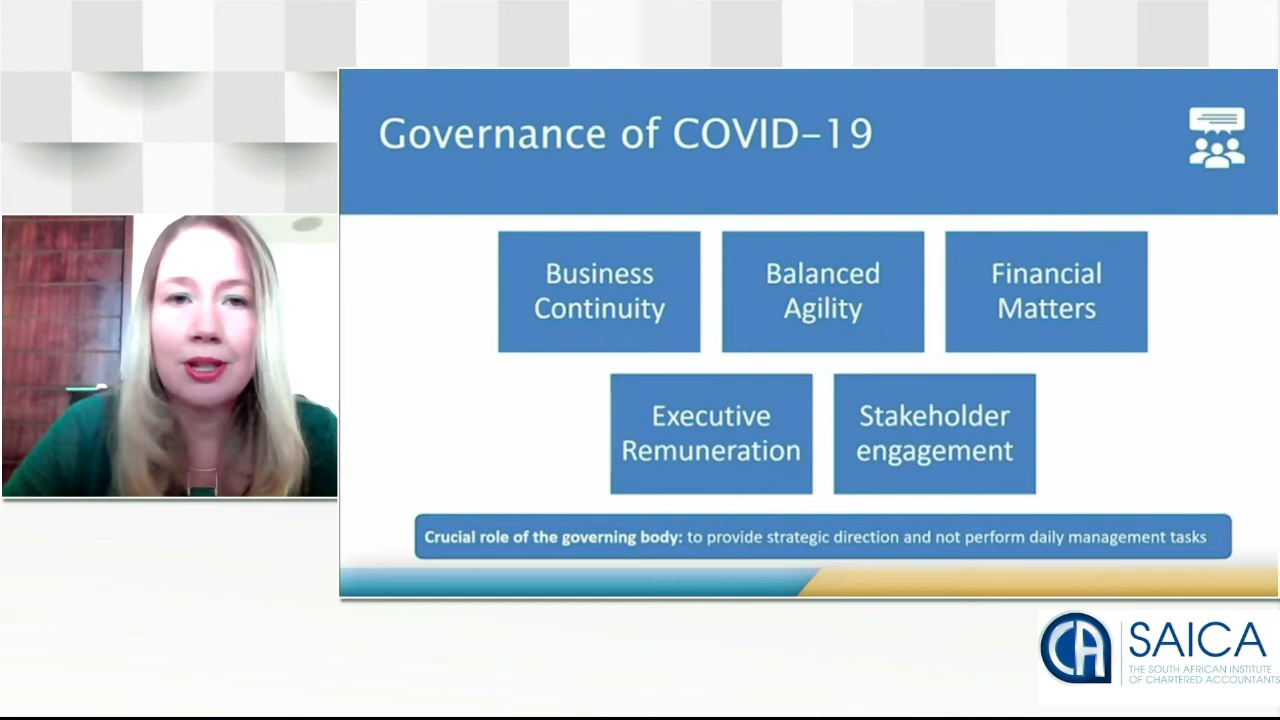 Governance of COVID-19
Business
Continuity
Balanced
Agility
Financial
Matters
Executive
Remuneration
Stakeholder
engagement
Crucial role of the governing body: to provide strategic direction and not perform daily management tasks
CA
SAICA
THE SOUTH AFRICAN INSTITUTE
OF CHARTERED ACCOUNTANTS